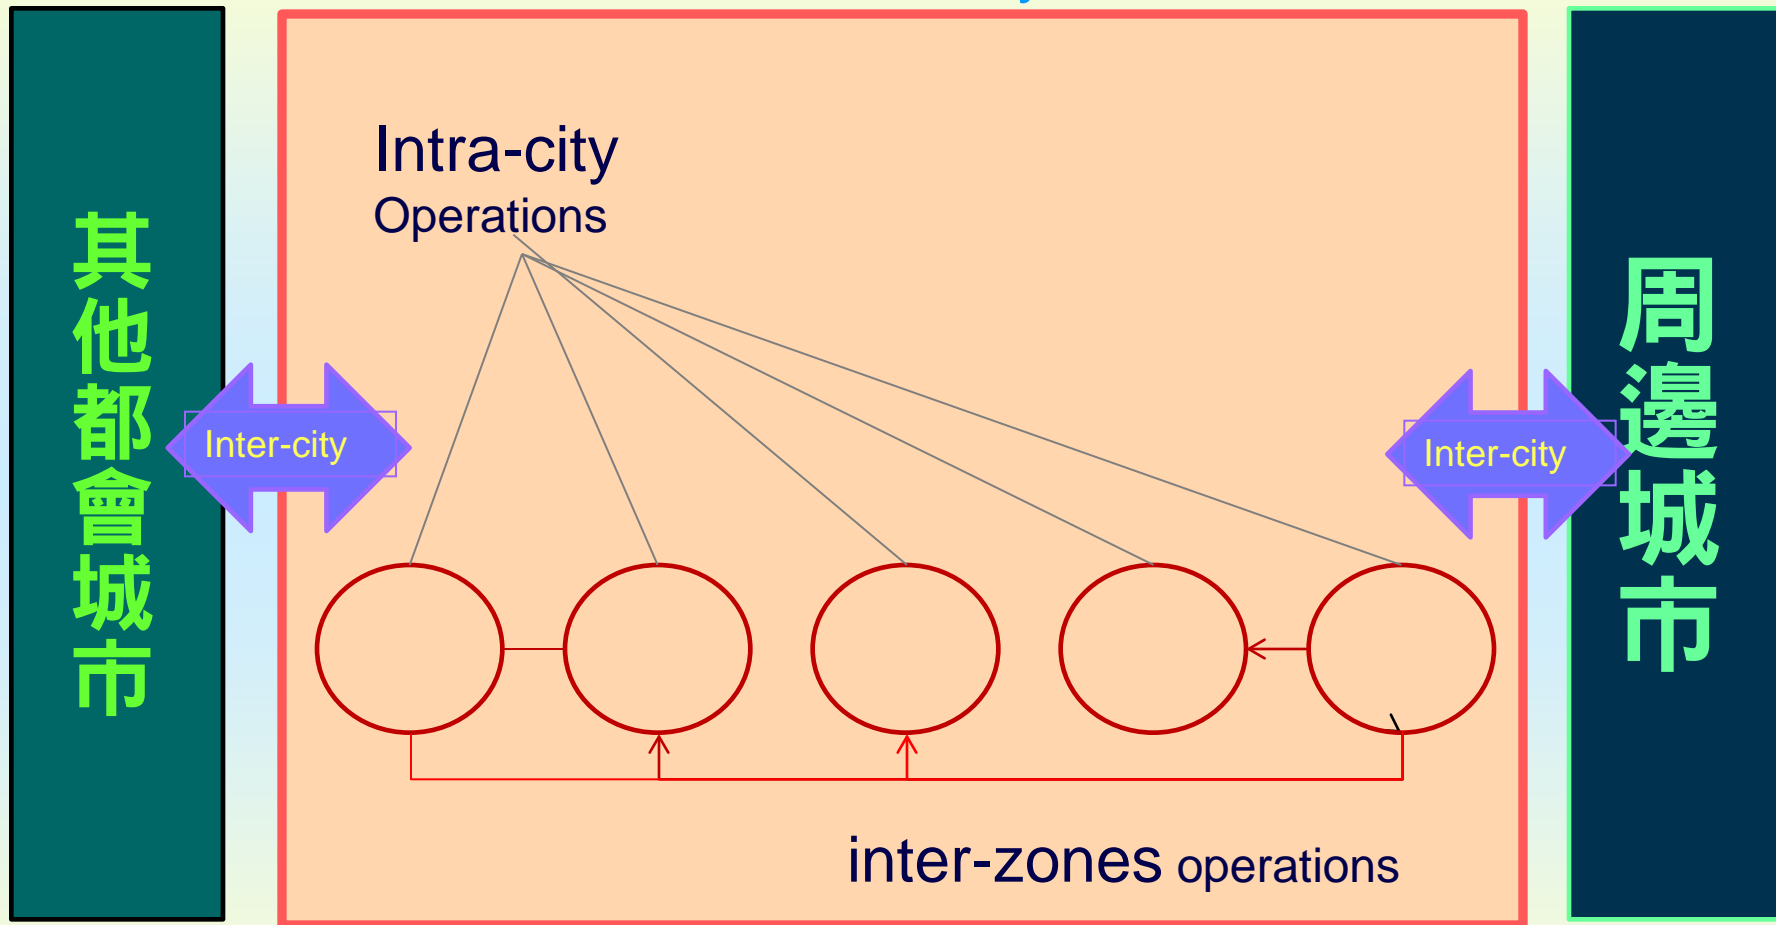 其他都會城市
Intra-city
Operations
Inter-city
Inter-city
周邊城市
inter-zones operations